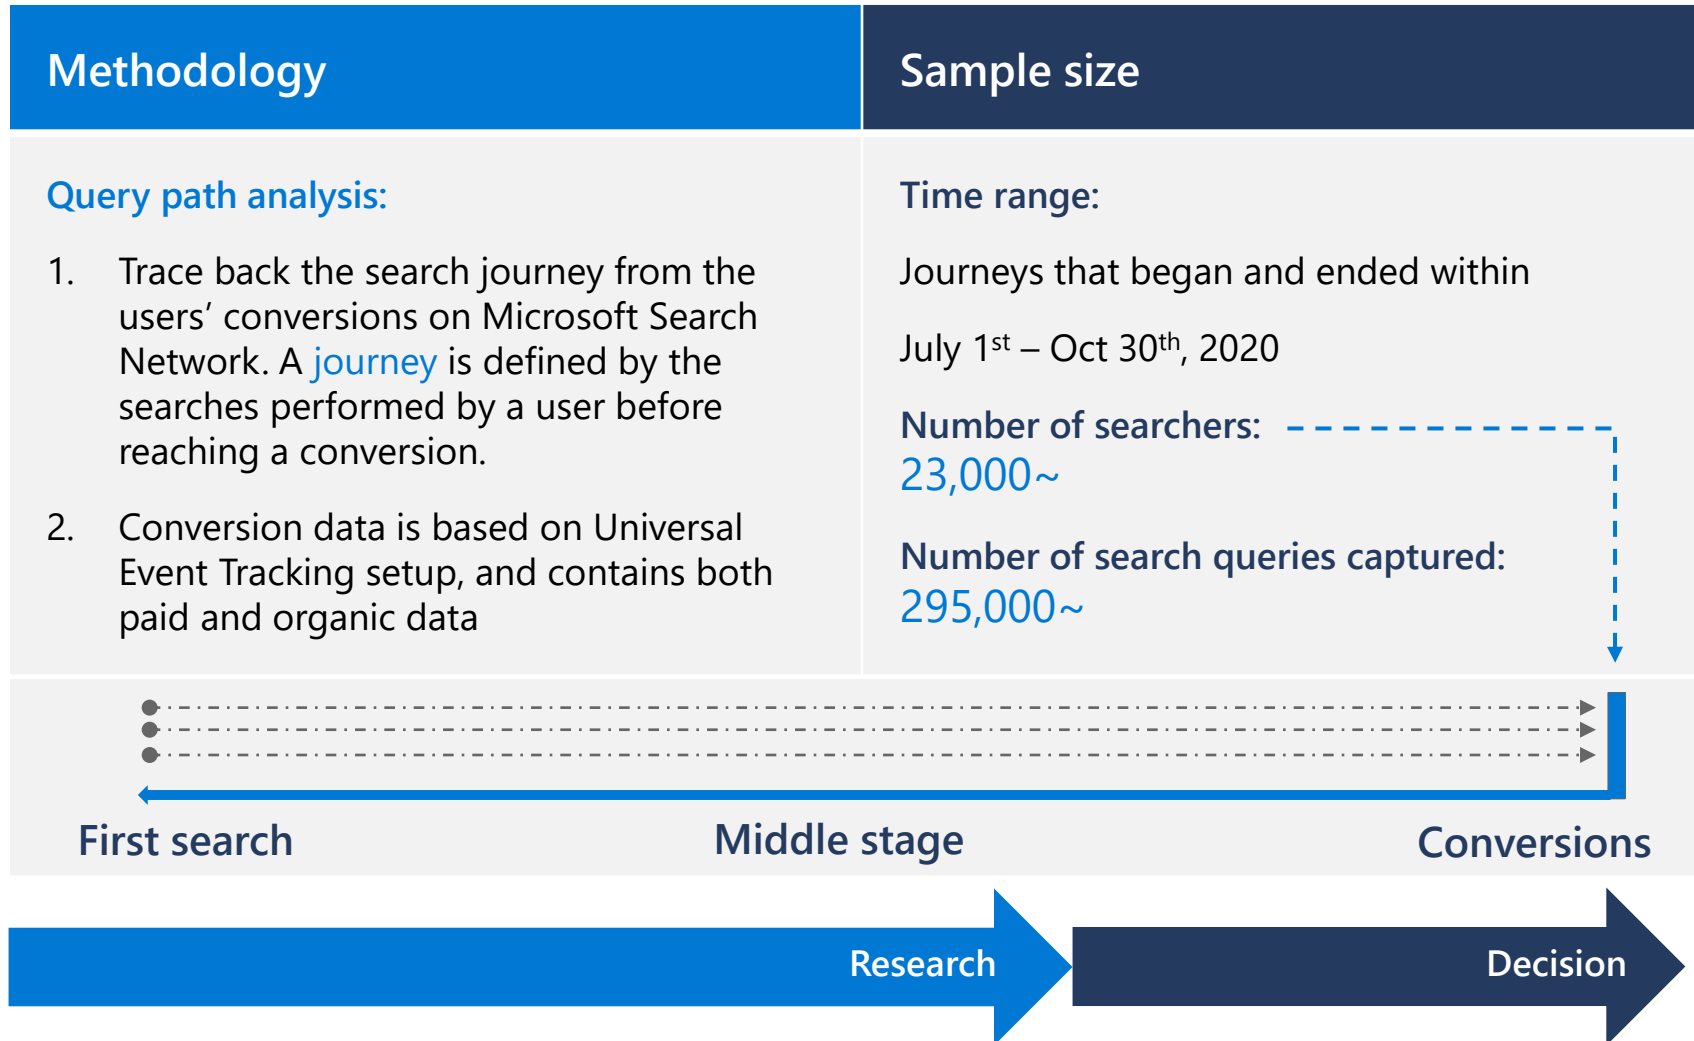 Methodology
Sample size
Query path analysis:
1. Trace back the search journey from the
users’ conversions on Microsoft Search
Network. A journey is defined by the
searches performed by a user before
reaching a conversion.
2. Conversion data is based on Universal
Event Tracking setup, and contains both
paid and organic data
Time range:
Journeys that began and ended within
July 1st – Oct 30th, 2020
Number of searchers:
23,000~
Number of search queries captured:
295,000~
First search
Middle stage
Conversions
Research
Decision